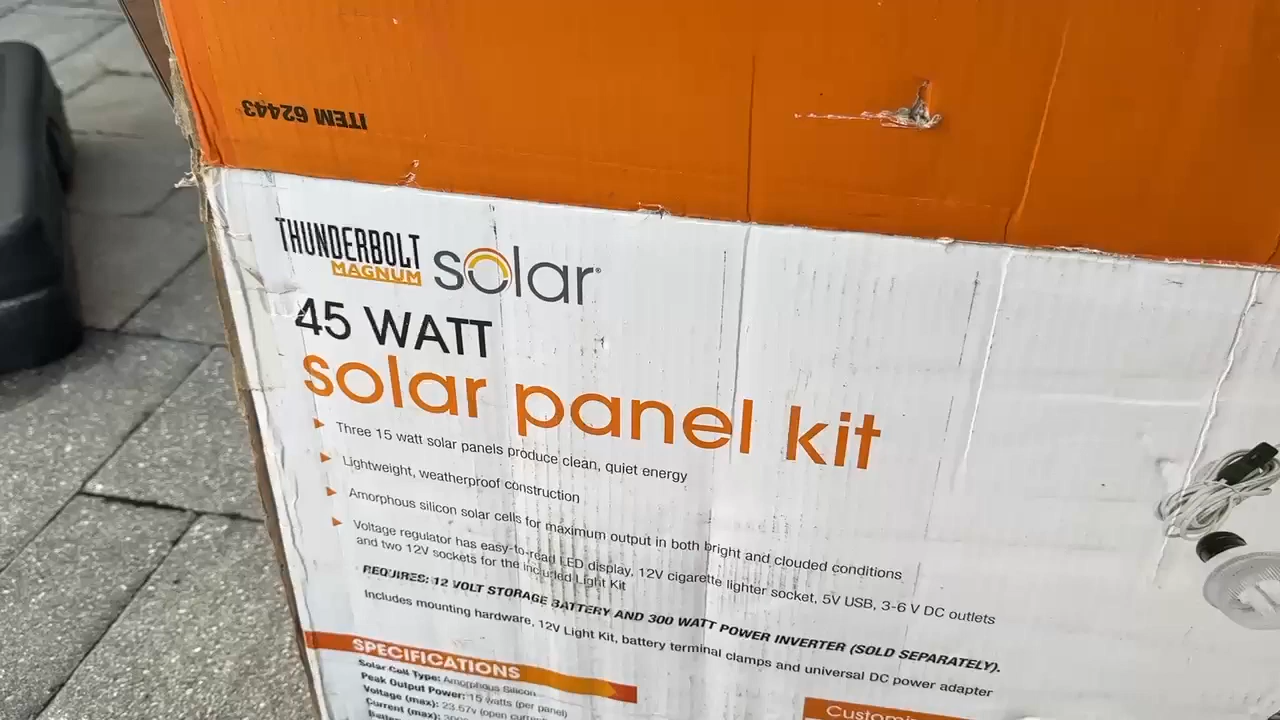 ITEM 62443
THUNDERBOLT
MAGNUM
solar®
45 WATT
solar panel kit
Three 15 watt solar panels produce clean, quiet energy
Lightweight, weatherproof construction
Amorphous silicon solar cells for maximum output in both bright and clouded conditions
Voltage regulator has easy-to-read LED display, 12V cigarette lighter socket, 5V USB, 3-6 V DC outlets
and two 12V sockets for the included Light Kit
REQUIRES: 12 VOLT STORAGE BATTERY AND 300 WATT POWER INVERTER (SOLD SEPARATELY).
Includes mounting hardware, 12V Light Kit, battery terminal clamps and universal DC power adapter
SPECIFICATIONS
Solar Cell Type: Amorphous Silicon
Peak Output Power: 15 watts (per panel)
Voltage (max): 23.67v (open current)
Current (max):